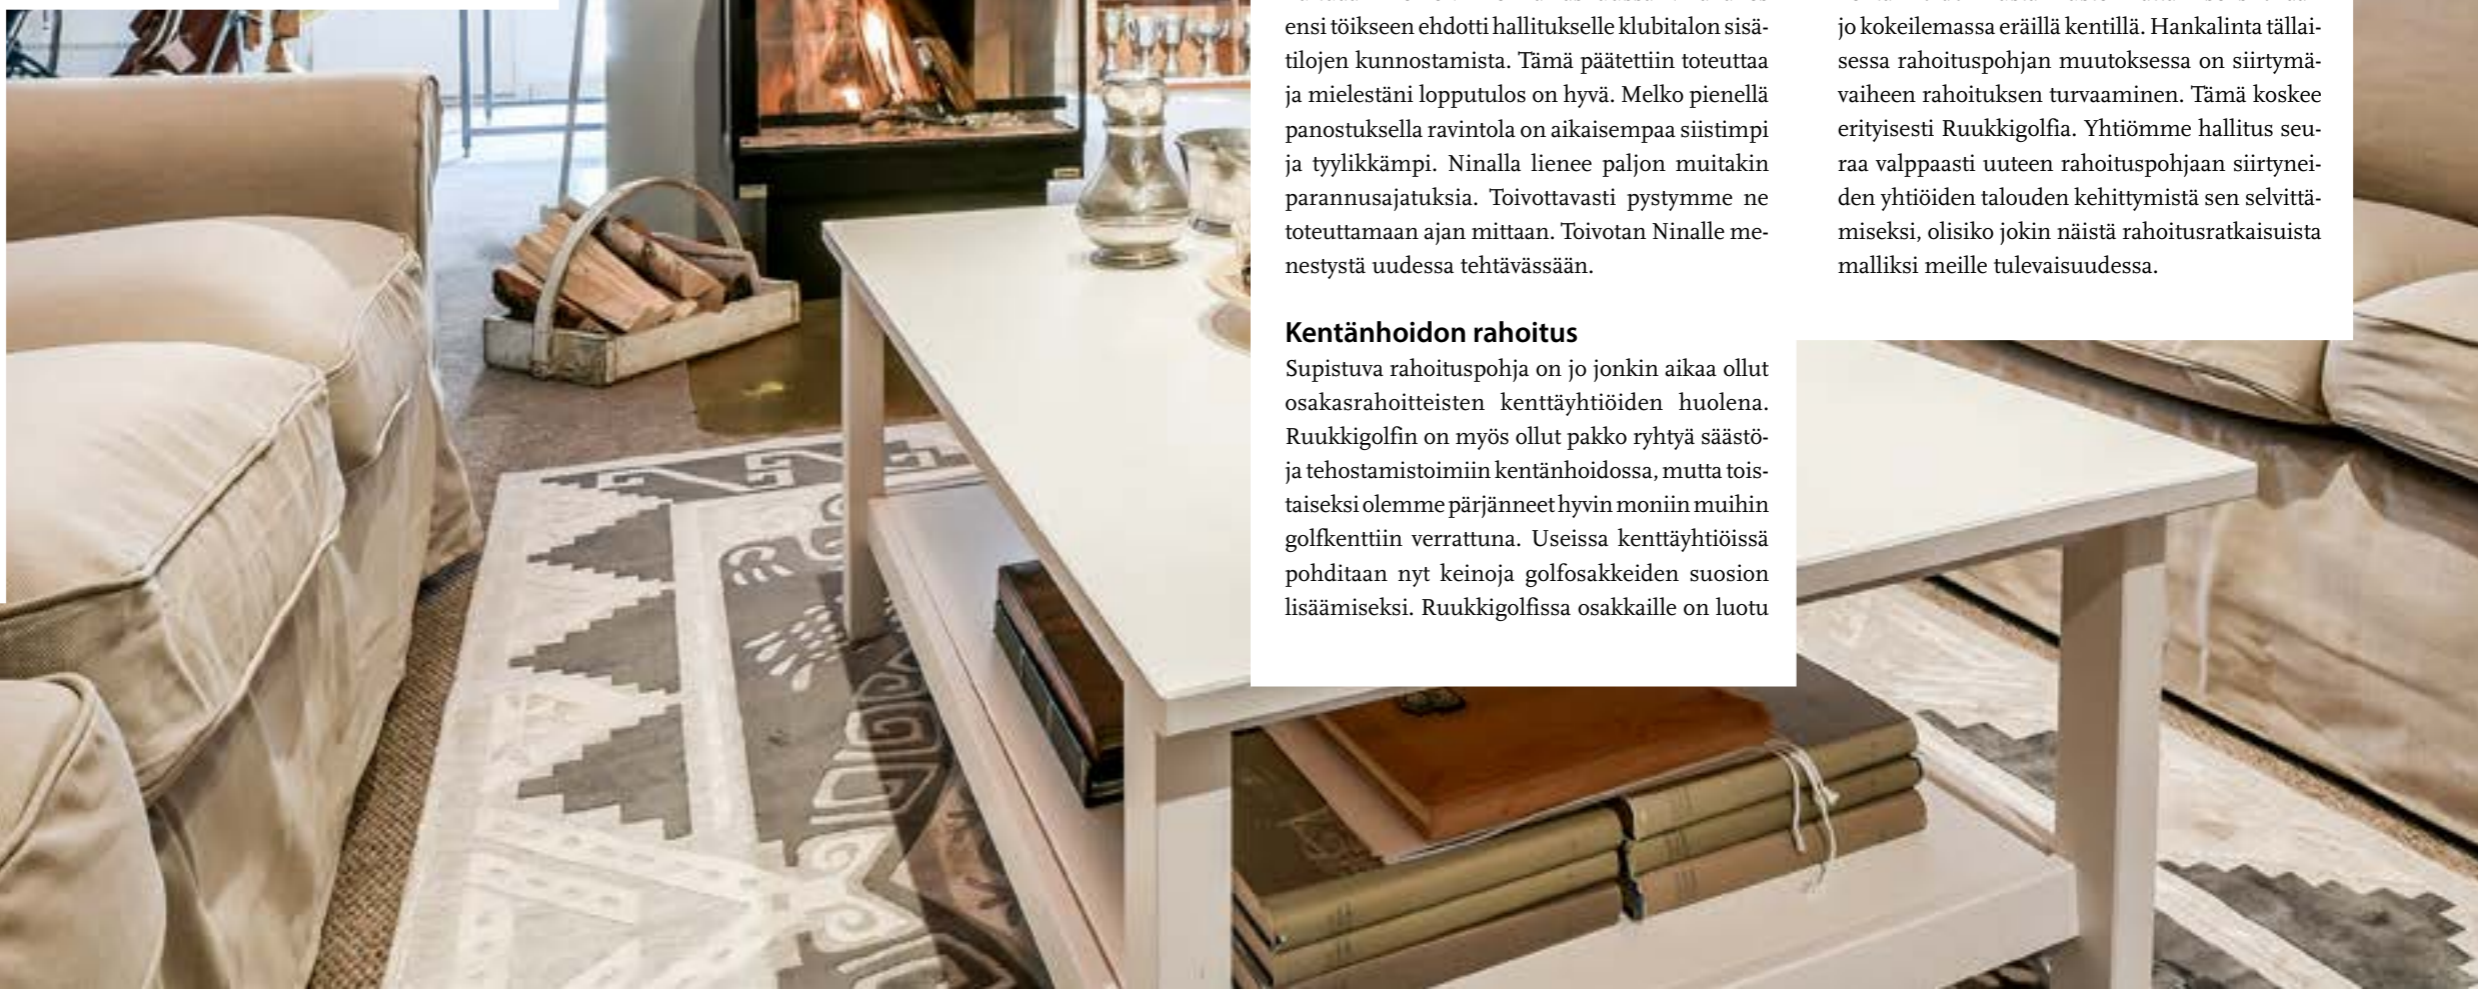 ensi töikseen ehdotti hallitukselle klubitalon sisä-
tilojen kunnostamista. Tämä päätettiin toteuttaa
ja mielestäni lopputulos on hyvä. Melko pienellä
panostuksella ravintola on aikaisempaa siistimpi
ja tyylikkämpi. Ninalla lienee paljon muitakin
parannusajatuksia. Toivottavasti pystymme ne
toteuttamaan ajan mittaan. Toivotan Ninalle me-
nestystä uudessa tehtävässään.
Kentänhoidon rahoitus
Supistuva rahoituspohja on jo jonkin aikaa ollut
osakasrahoitteisten kenttäyhtiöiden huolena.
Ruukkigolfin on myös ollut pakko ryhtyä säästö-
ja tehostamistoimiin kentänhoidossa, mutta tois-
taiseksi olemme pärjänneet hyvin moniin muihin
golfkenttiin verrattuna. Useissa kenttäyhtiöissä
pohditaan nyt keinoja golfosakkeiden suosion
lisäämiseksi. Ruukkigolfissa osakkaille on luotu
jo kokeilemassa eräillä kentillä. Hankalinta tällai-
sessa rahoituspohjan muutoksessa on siirtymä-
vaiheen rahoituksen turvaaminen. Tämä koskee
erityisesti Ruukkigolfia. Yhtiömme hallitus seu-
raa valppaasti uuteen rahoituspohjaan siirtynei-
den yhtiöiden talouden kehittymistä sen selvittä-
miseksi, olisiko jokin näistä rahoitusratkaisuista
malliksi meille tulevaisuudessa.